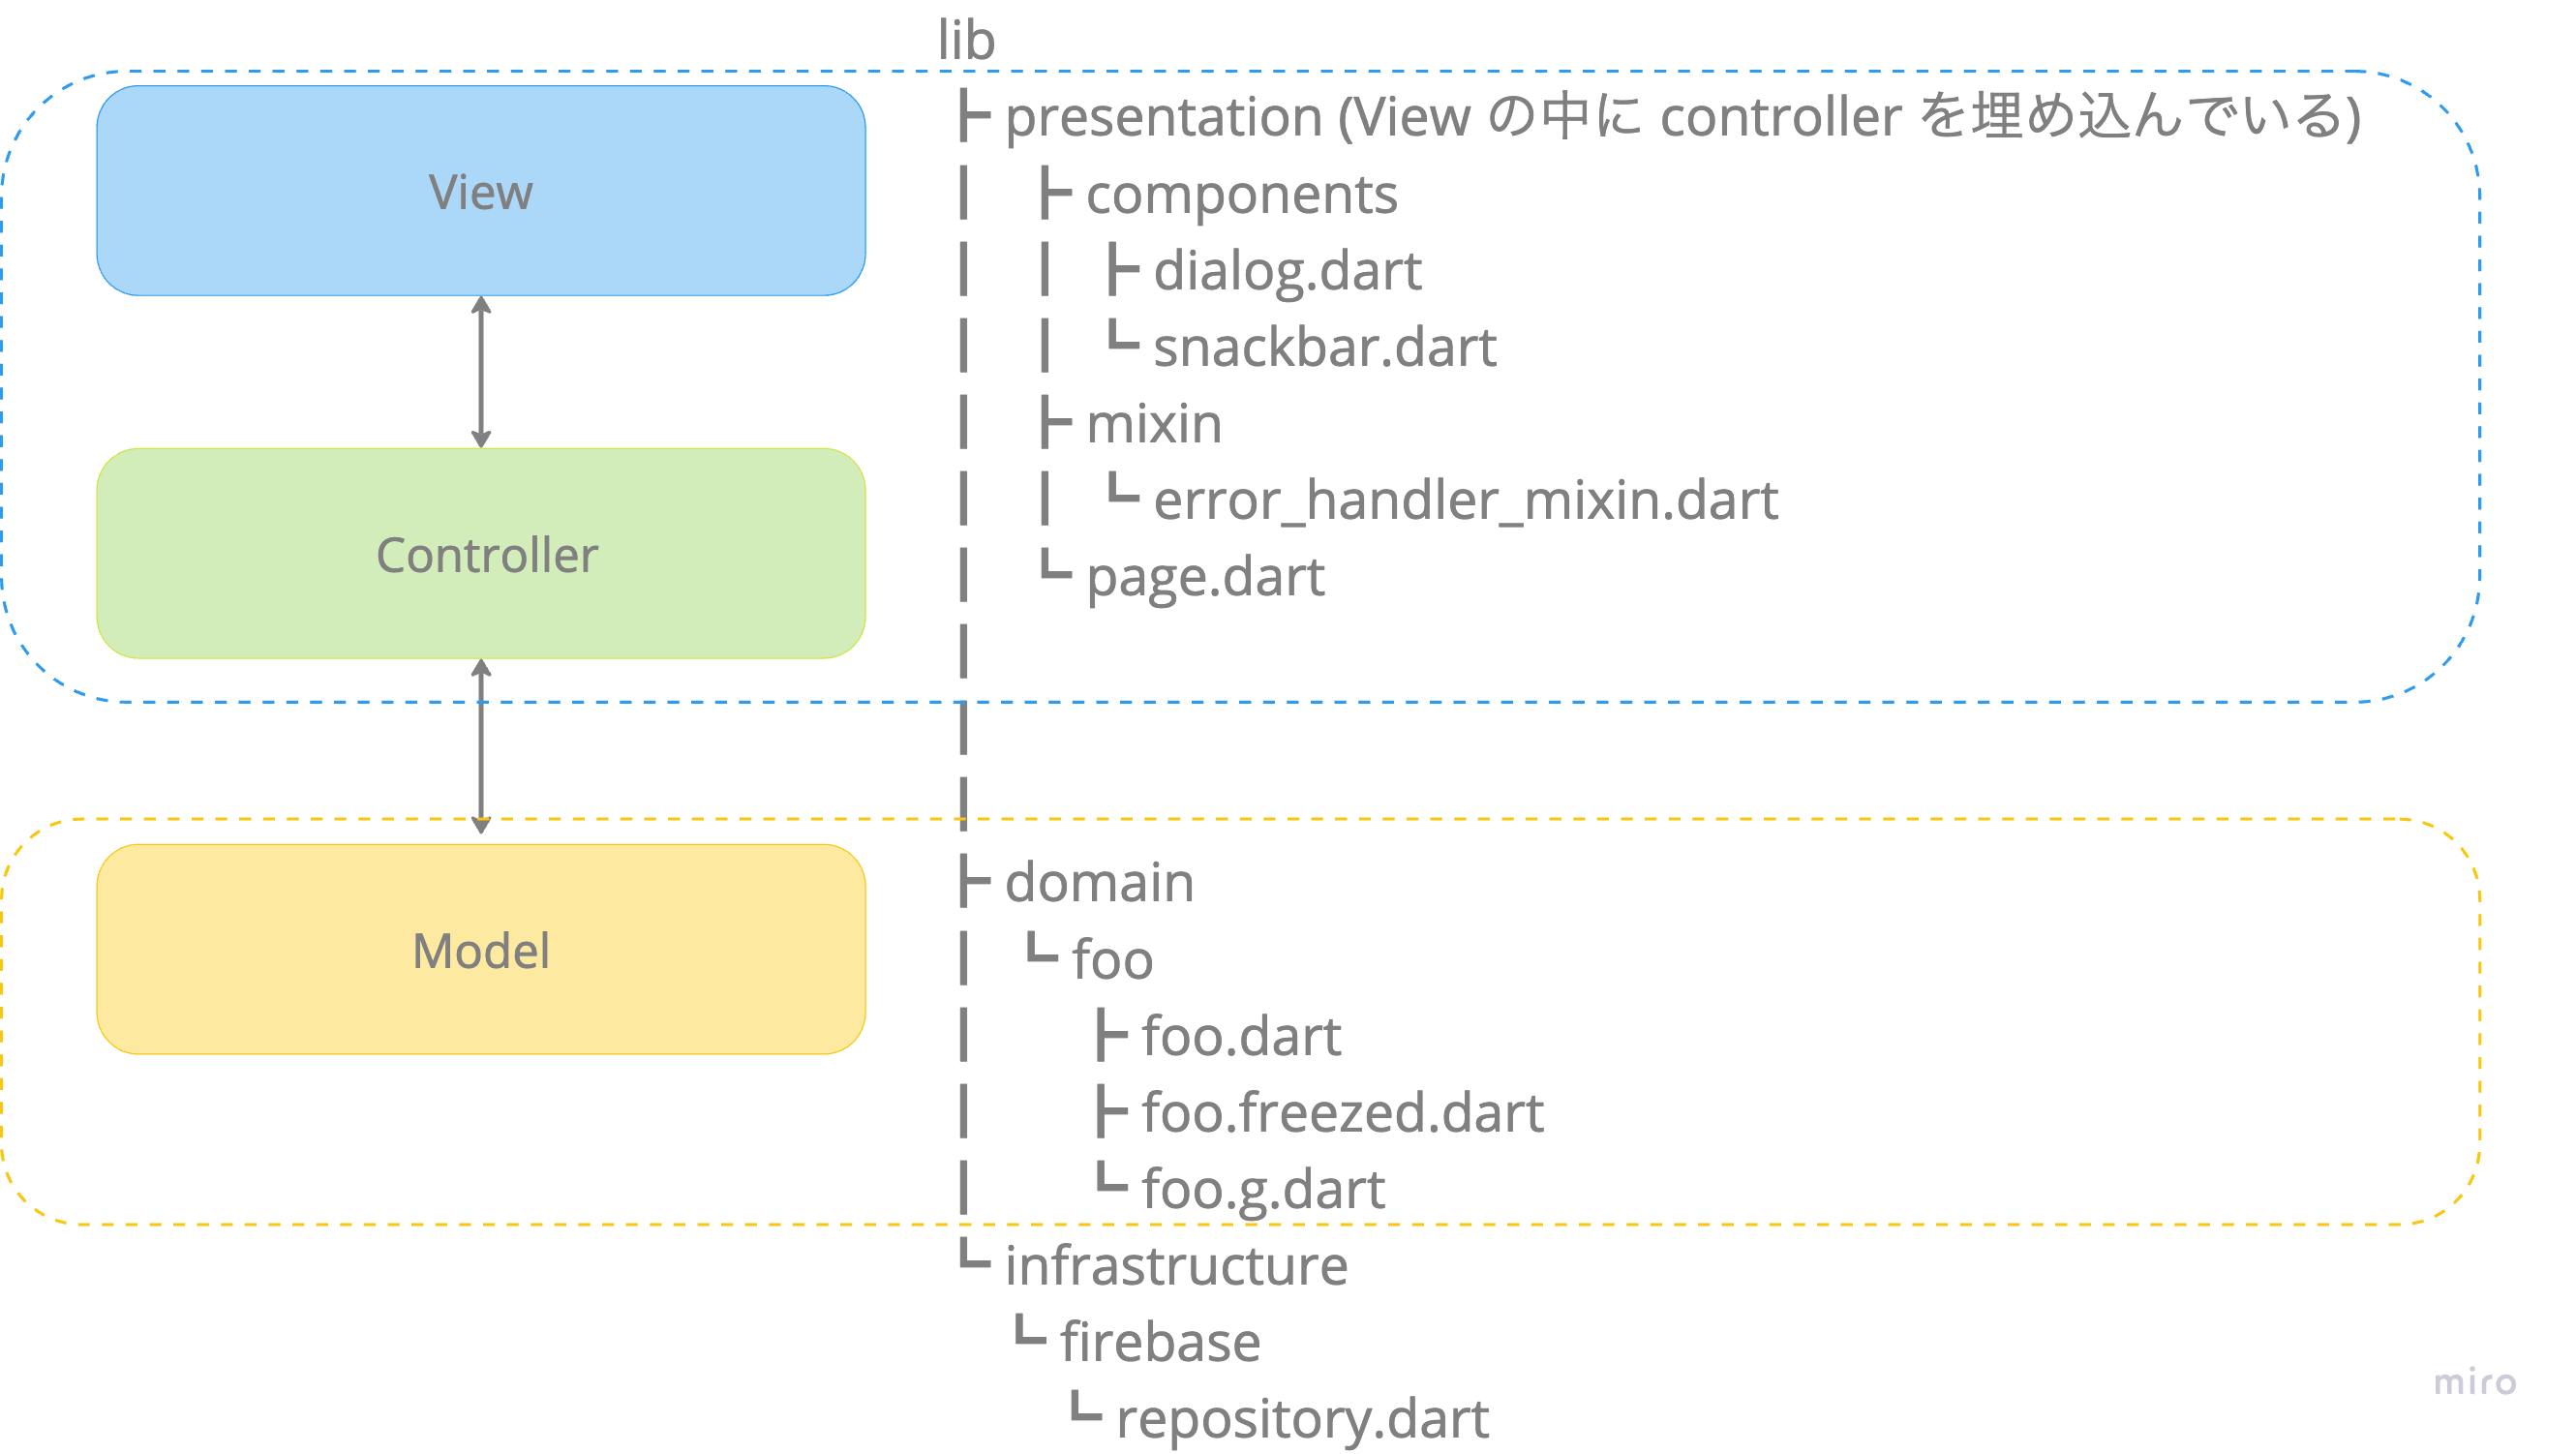 View
Controller
Model
lib
├ presentation (View の中に controller を埋め込んでいる)
│ ├ components
│ │ ├ dialog.dart
│ │ └ snackbar.dart
│ ├ mixin
│ │ └ error_handler_mixin.dart
│ └ page.dart
│
│
│
├ domain
│ └ foo
│ ├ foo.dart
│ ├ foo.freezed.dart
│ └ foo.g.dart
└ infrastructure
└ firebase
└ repository.dart
miro